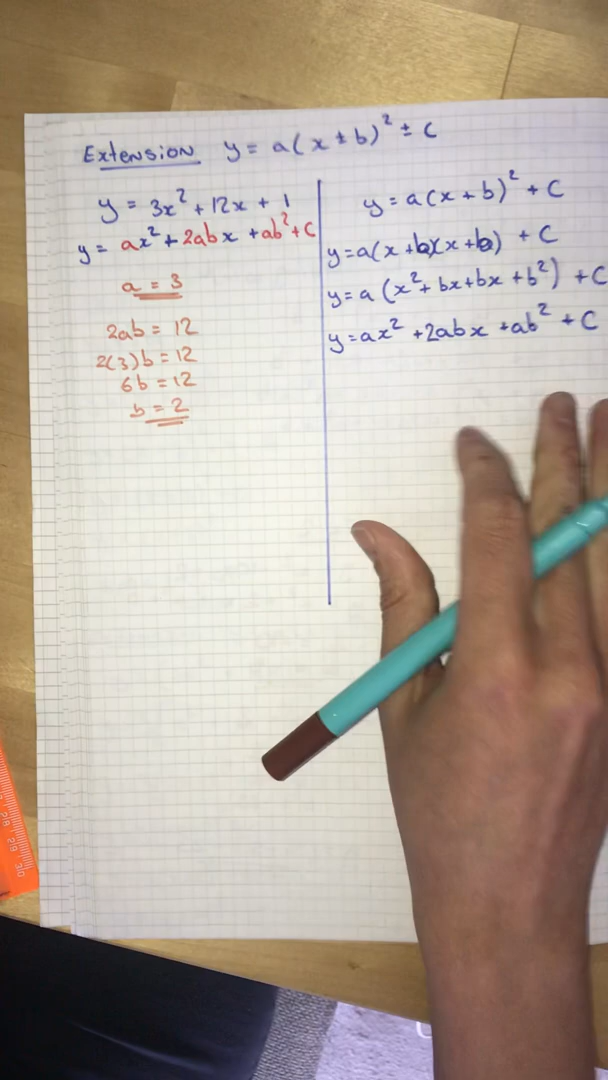 Extension y = a(x ± b)² ± c
y = 3x² + 12x + 1
y = ax² + 2abx + ab² + c
a = 3
2ab = 12
2(3)b = 12
6b = 12
b = 2
y = a(x + b)² + c
y = a(x + b)(x + b) + c
y = a (x² + bx + bx + b²) + c
y = ax² + 2abx + ab² + c
30